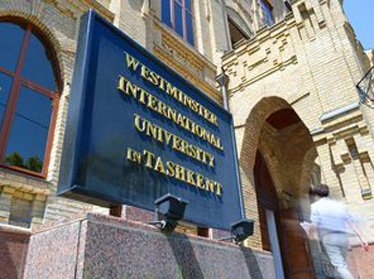 WESTMINSTER
INTERNATIONAL
UNIVERSITY
IN TASHKENT